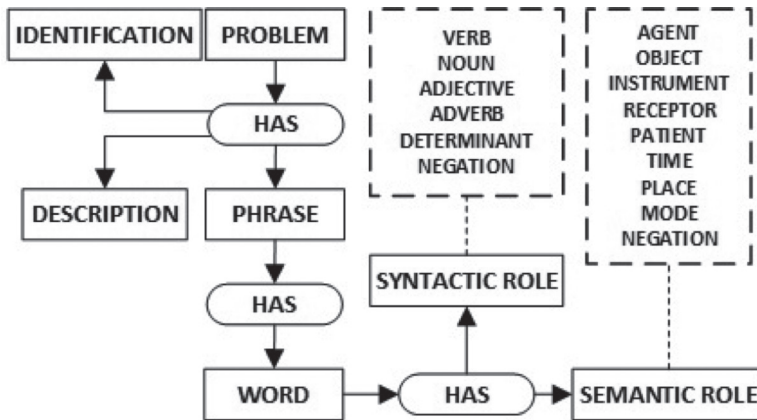 IDENTIFICATION
PROBLEM
HAS
DESCRIPTION
PHRASE
HAS
WORD
HAS
SYNTACTIC ROLE
SEMANTIC ROLE
VERB
NOUN
ADJECTIVE
ADVERB
DETERMINANT
NEGATION
AGENT
OBJECT
INSTRUMENT
RECEPTOR
PATIENT
TIME
PLACE
MODE
NEGATION